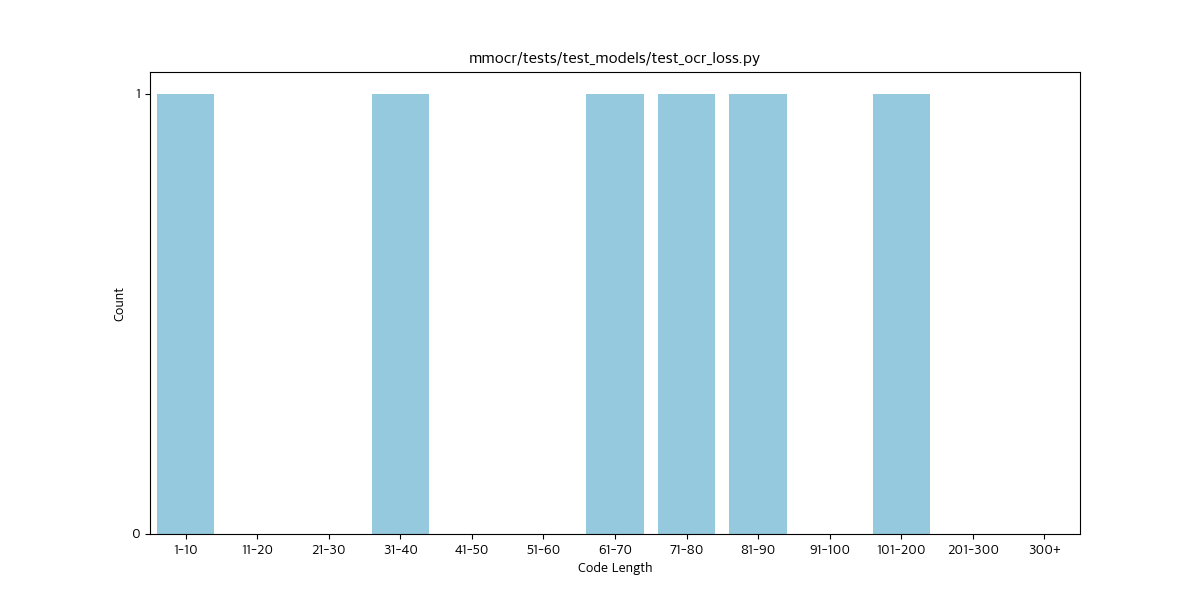 mmocr/tests/test_models/test_ocr_loss.py
1
Count
0
1-10 11-20 21-30 31-40 41-50 51-60 61-70 71-80 81-90 91-100 101-200 201-300 300+
Code Length